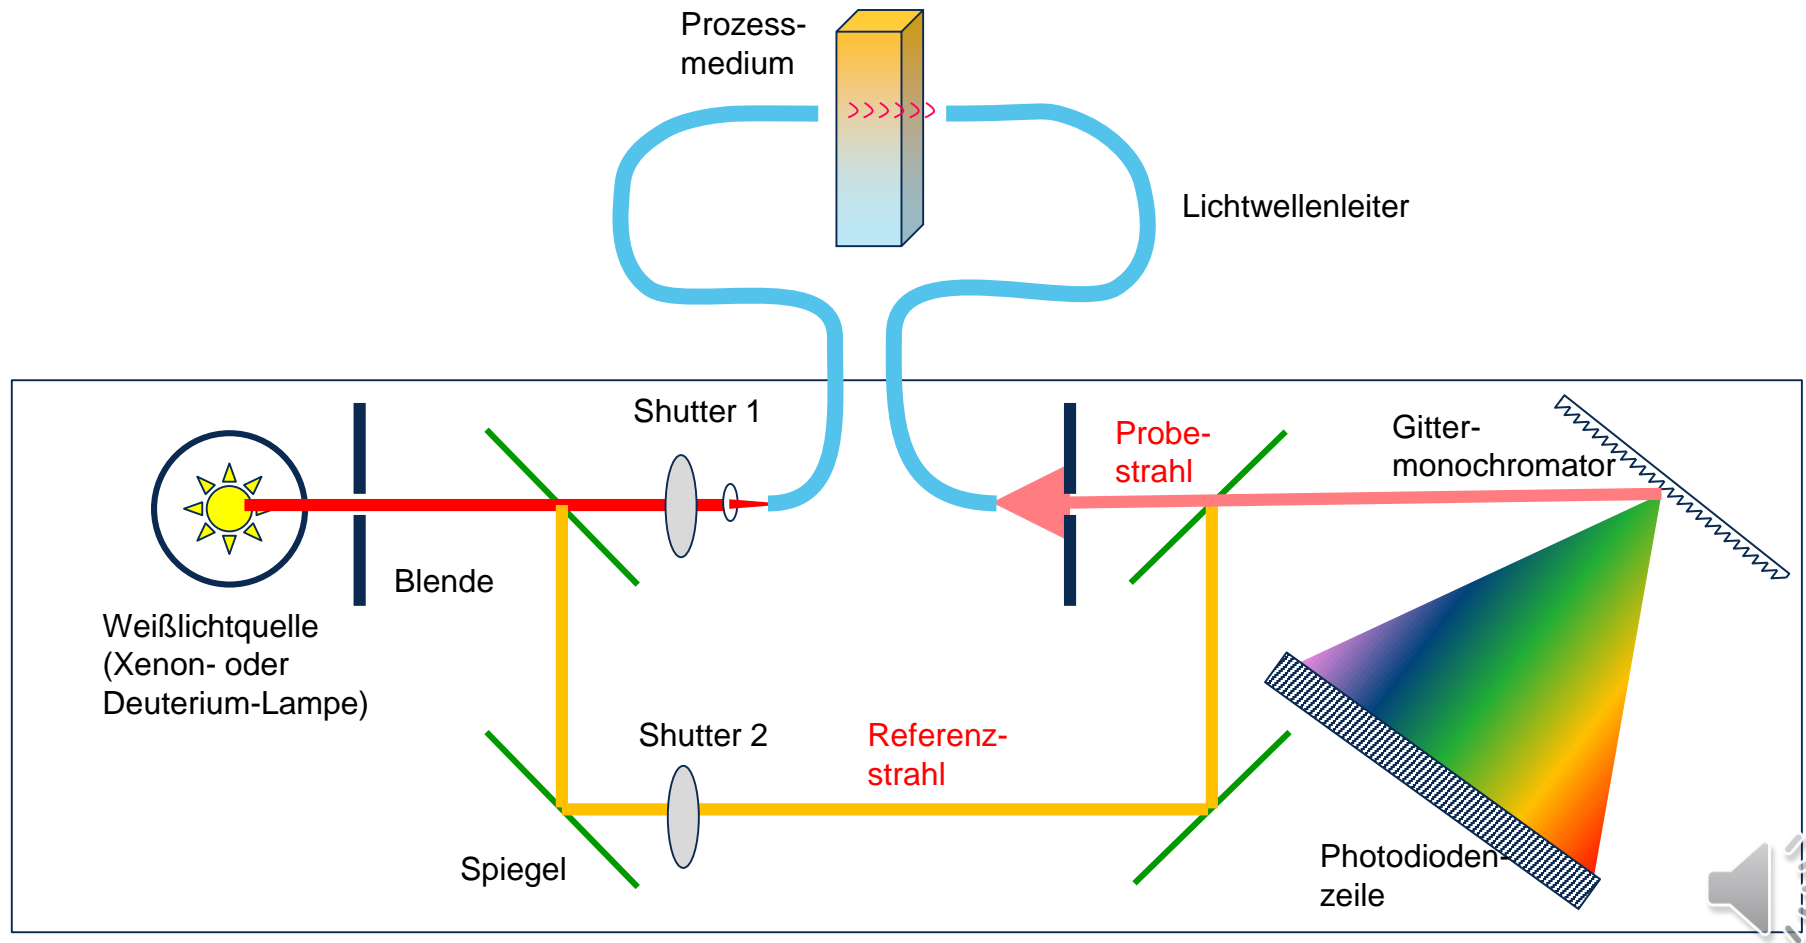 Prozess-
medium
Lichtwellenleiter
Shutter 1
Probe-
strahl
Gitter-
monochromator
Blende
Weißlichtquelle
(Xenon- oder
Deuterium-Lampe)
Shutter 2
Referenz-
strahl
Spiegel
Photodioden-
zeile